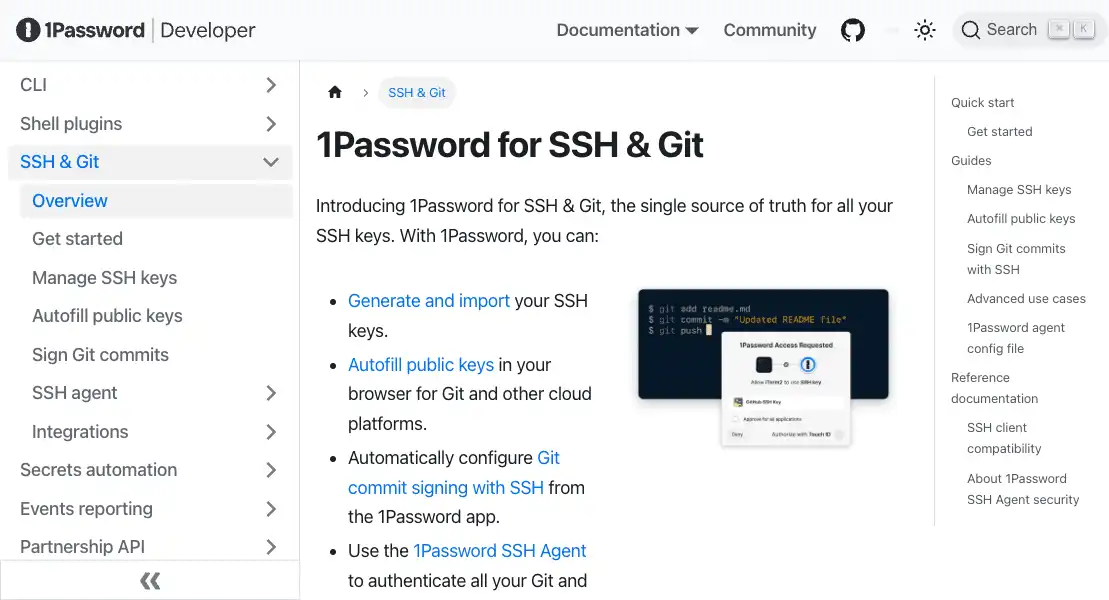 1Password Developer
Documentation
Community
Search
K
CLI
Shell plugins
SSH & Git
Overview
Get started
Manage SSH keys
Autofill public keys
Sign Git commits
SSH agent
Integrations
Secrets automation
Events reporting
Partnership API
SSH & Git
1Password for SSH & Git
Introducing 1Password for SSH & Git, the single source of truth for all your
SSH keys. With 1Password, you can:
Generate and import your SSH
keys.
Autofill public keys in your
browser for Git and other cloud
platforms.
Automatically configure Git
commit signing with SSH from
the 1Password app.
Use the 1Password SSH Agent
to authenticate all your Git and
$ git add readme.md
$ git commit -m "Updated README file"
$ git push
1Password Access Requested
Allow iTerm2 to use SSH key
GitHub SSH Key
Approve for all applications
Deny
Authorize with Touch ID
Quick start
Get started
Guides
Manage SSH keys
Autofill public keys
Sign Git commits
with SSH
Advanced use cases
1Password agent
config file
Reference
documentation
SSH client
compatibility
About 1Password
SSH Agent security